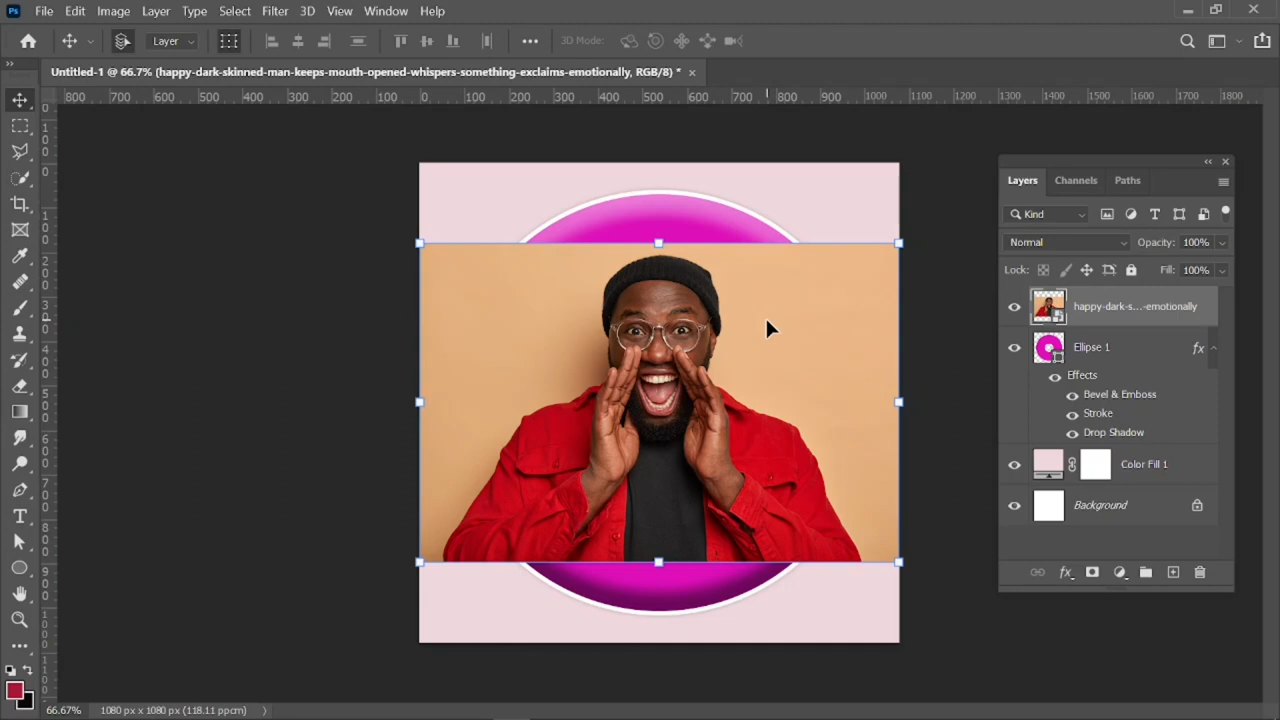 Ps File Edit Image Layer Type Select Filter 3D View Window Help
Layer 3D Mode:
Untitled-1 @ 66.7% (happy-dark-skinned-man-keeps-mouth-opened-whispers-something-exclaims-emotionally, RGB/8) *
800 700 600 500 400 300 200 100 0 100 200 300 400 500 600 700 800 900 1000 1100 1200 1300 1400 1500 1600 1700 1800
Layers Channels Paths
Kind
Normal Opacity: 100%
Lock: Fill: 100%
happy-dark-s...-emotionally
Ellipse 1 fx
Effects
Bevel & Emboss
Stroke
Drop Shadow
Color Fill 1
Background
fx
66.67% 1080 px x 1080 px (118.11 ppcm)